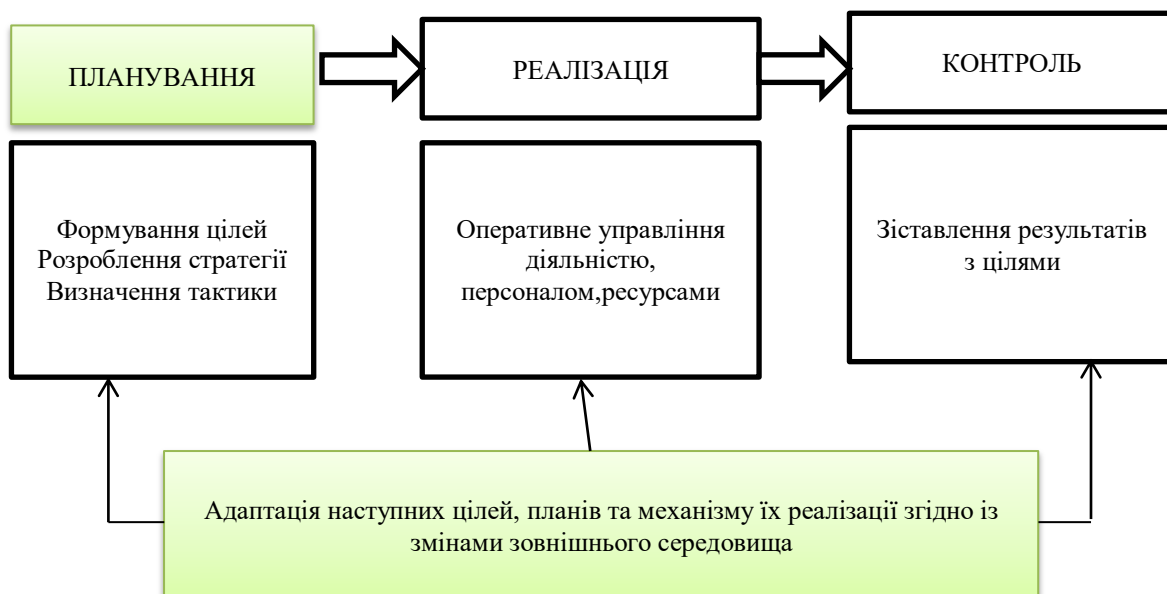 ПЛАНУВАННЯ
РЕАЛІЗАЦІЯ
КОНТРОЛЬ
Формування цілей
Розроблення стратегії
Визначення тактики
Оперативне управління
діяльністю,
персоналом,ресурсами
Зіставлення результатів
з цілями
Адаптація наступних цілей, планів та механізму їх реалізації згідно із
змінами зовнішнього середовища